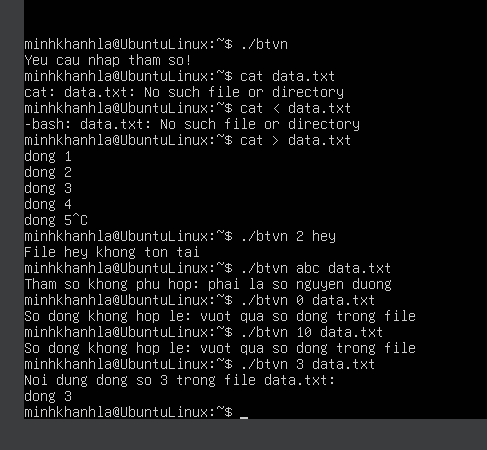 minhkhanhla@UbuntuLinux:~$ ./btvn
Yeu cau nhap tham so!
minhkhanhla@UbuntuLinux:~$ cat data.txt
cat: data.txt: No such file or directory
minhkhanhla@UbuntuLinux:~$ cat < data.txt
-bash: data.txt: No such file or directory
minhkhanhla@UbuntuLinux:~$ cat > data.txt
dong 1
dong 2
dong 3
dong 4
dong 5^C
minhkhanhla@UbuntuLinux:~$ ./btvn 2 hey
File hey khong ton tai
minhkhanhla@UbuntuLinux:~$ ./btvn abc data.txt
Tham so khong phu hop: phai la so nguyen duong
minhkhanhla@UbuntuLinux:~$ ./btvn 0 data.txt
So dong khong hop le: vuot qua so dong trong file
minhkhanhla@UbuntuLinux:~$ ./btvn 10 data.txt
So dong khong hop le: vuot qua so dong trong file
minhkhanhla@UbuntuLinux:~$ ./btvn 3 data.txt
Noi dung dong so 3 trong file data.txt:
dong 3
minhkhanhla@UbuntuLinux:~$ _